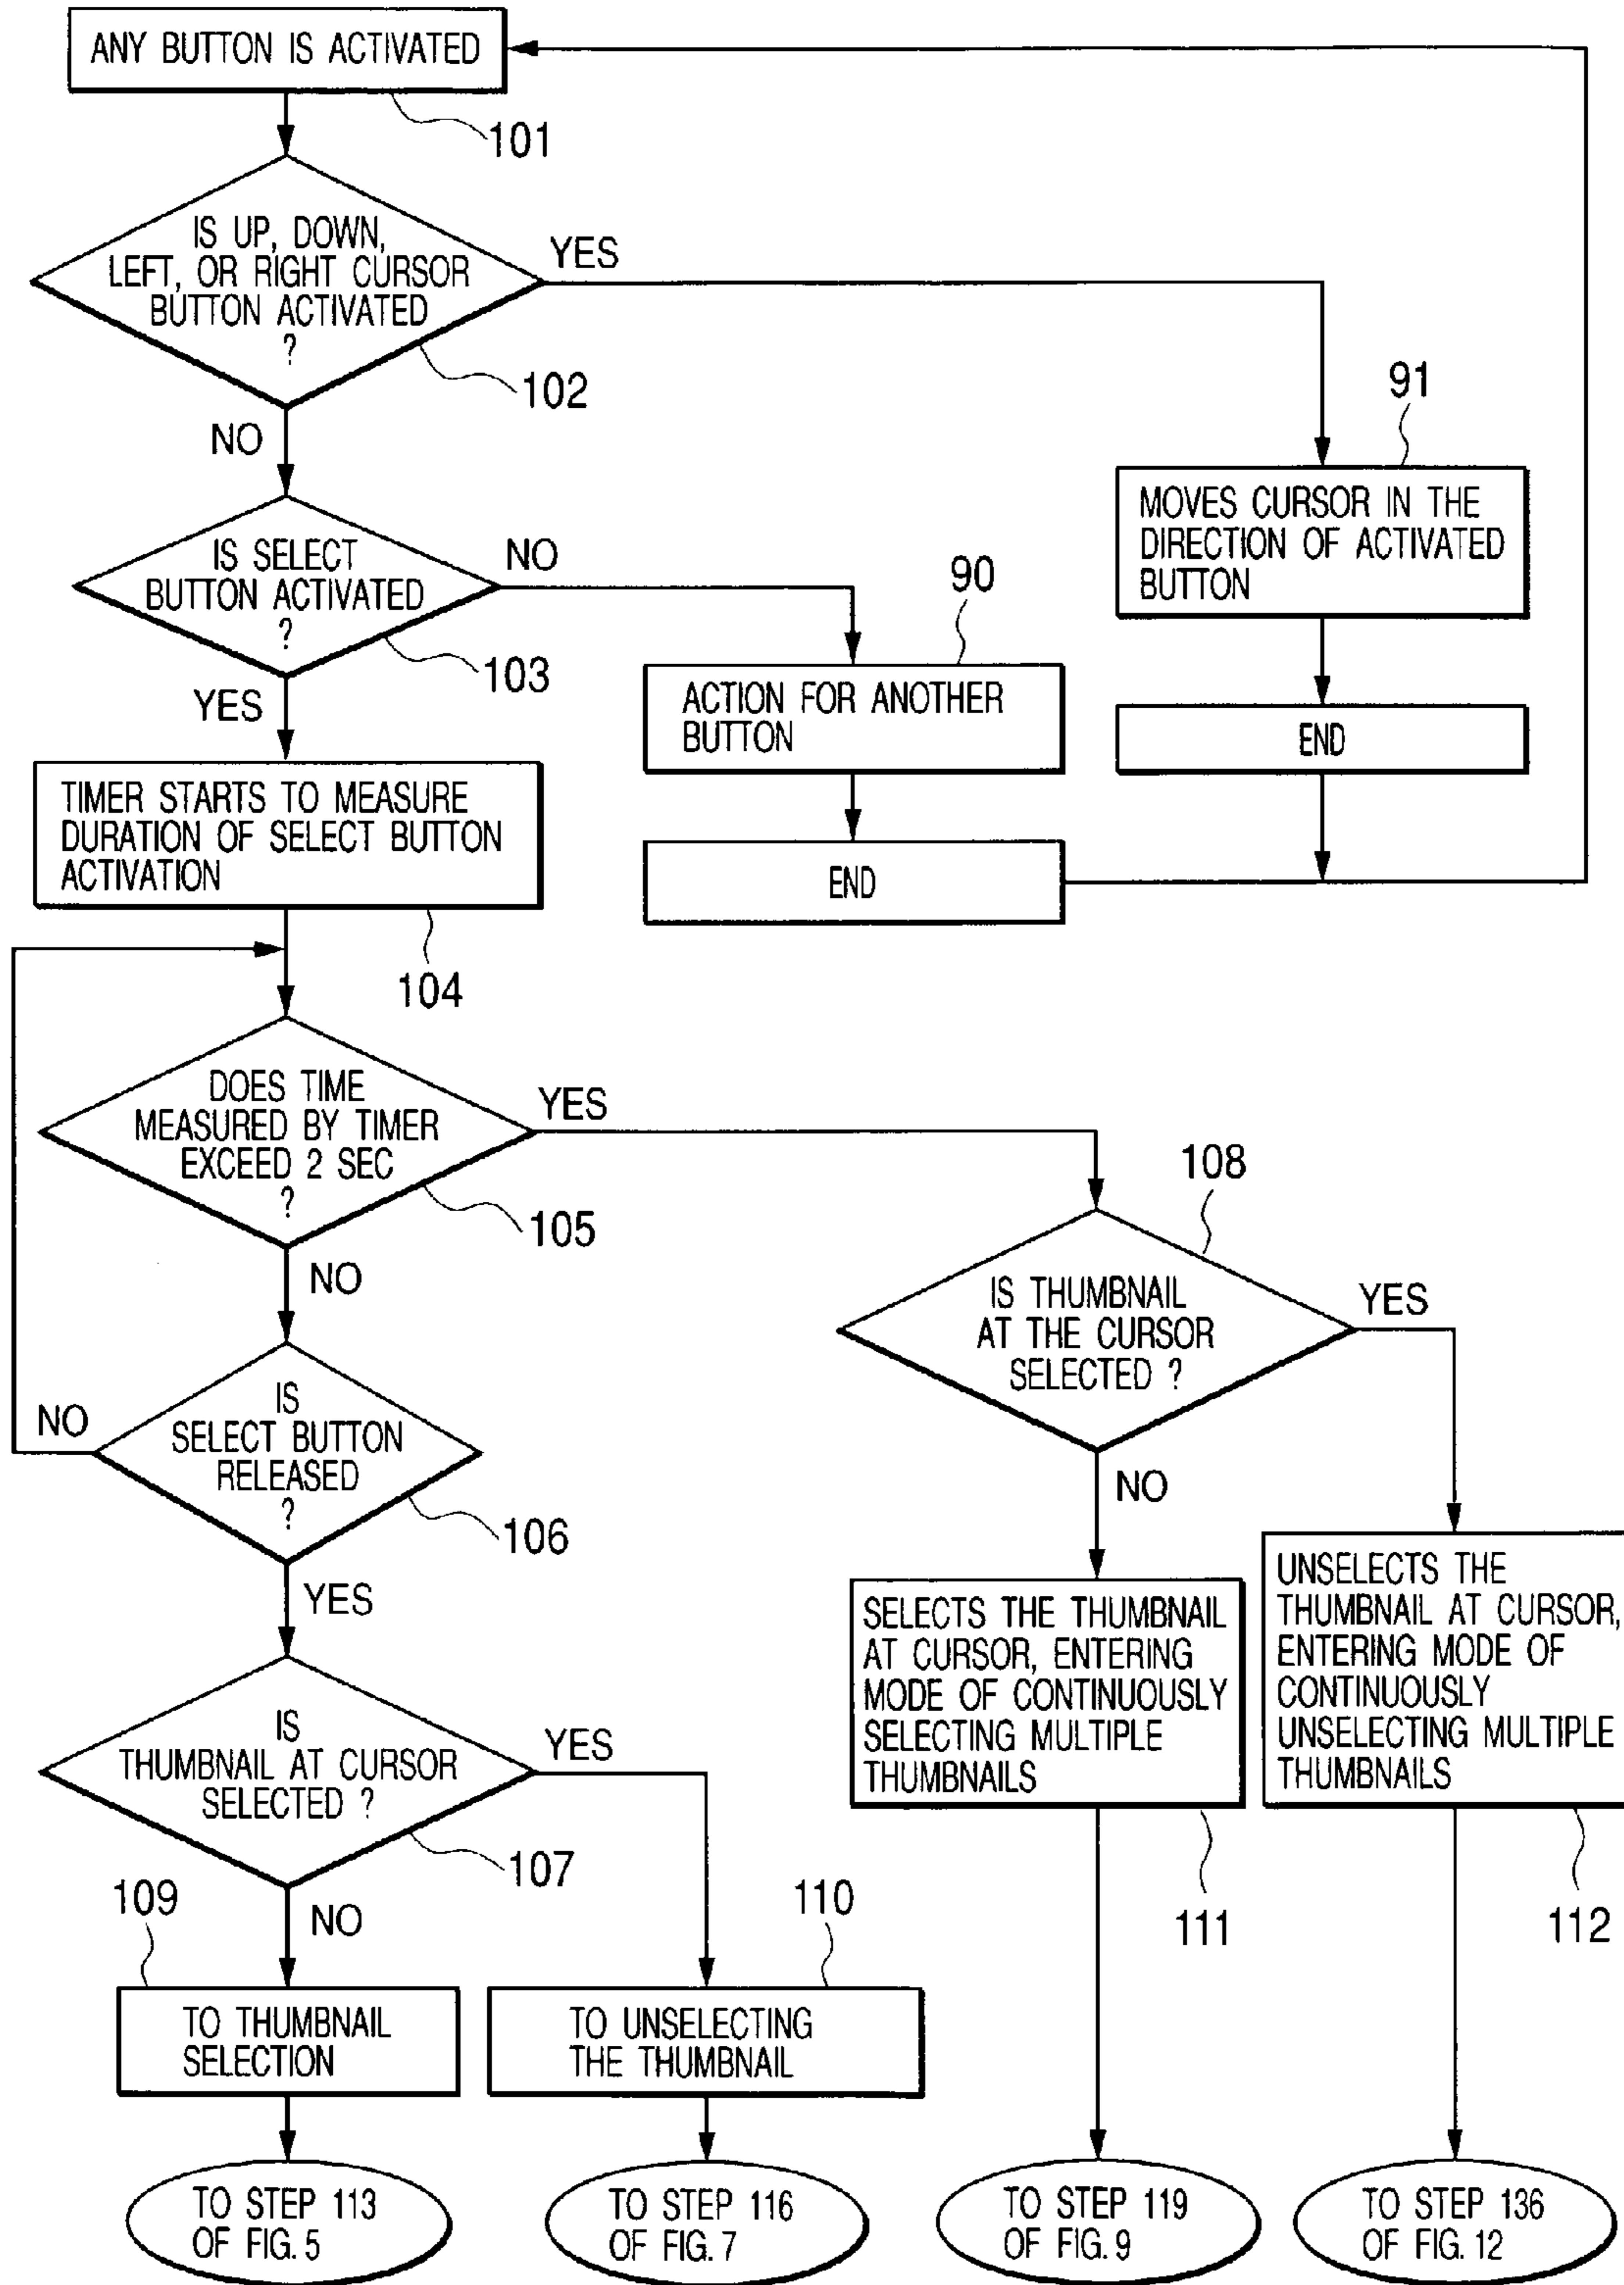 ANY BUTTON IS ACTIVATED
101
IS UP, DOWN,
LEFT, OR RIGHT CURSOR
BUTTON ACTIVATED
?
YES
102
NO
91
MOVES CURSOR IN THE
DIRECTION OF ACTIVATED
BUTTON
END
IS SELECT
BUTTON ACTIVATED
?
NO
103
YES
90
ACTION FOR ANOTHER
BUTTON
END
TIMER STARTS TO MEASURE
DURATION OF SELECT BUTTON
ACTIVATION
104
DOES TIME
MEASURED BY TIMER
EXCEED 2 SEC
?
YES
105
NO
108
IS THUMBNAIL
AT THE CURSOR
SELECTED ?
YES
NO
IS
SELECT BUTTON
RELEASED
?
NO
106
YES
SELECTS THE THUMBNAIL
AT CURSOR, ENTERING
MODE OF CONTINUOUSLY
SELECTING MULTIPLE
THUMBNAILS
111
UNSELECTS THE
THUMBNAIL AT CURSOR,
ENTERING MODE OF
CONTINUOUSLY
UNSELECTING MULTIPLE
THUMBNAILS
112
IS
THUMBNAIL AT CURSOR
SELECTED ?
YES
107
NO
109
TO THUMBNAIL
SELECTION
110
TO UNSELECTING
THE THUMBNAIL
TO STEP 113
OF FIG. 5
TO STEP 116
OF FIG. 7
TO STEP 119
OF FIG. 9
TO STEP 136
OF FIG. 12